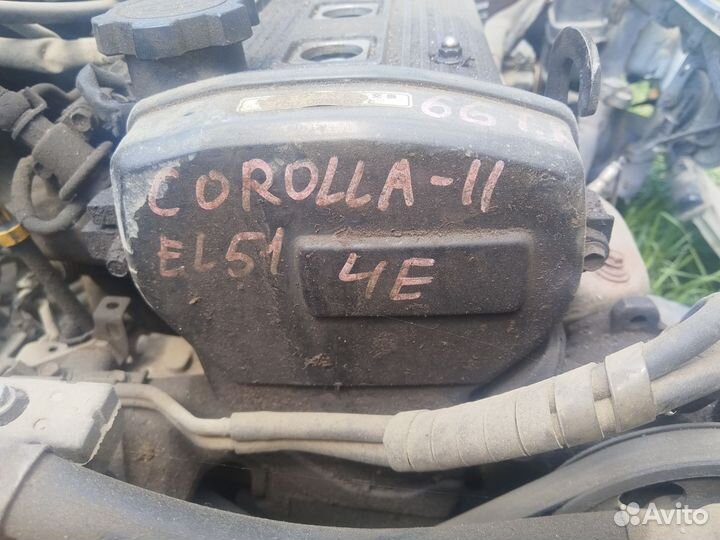 66 т.к
COROLLA-II
EL51
4E
Avito